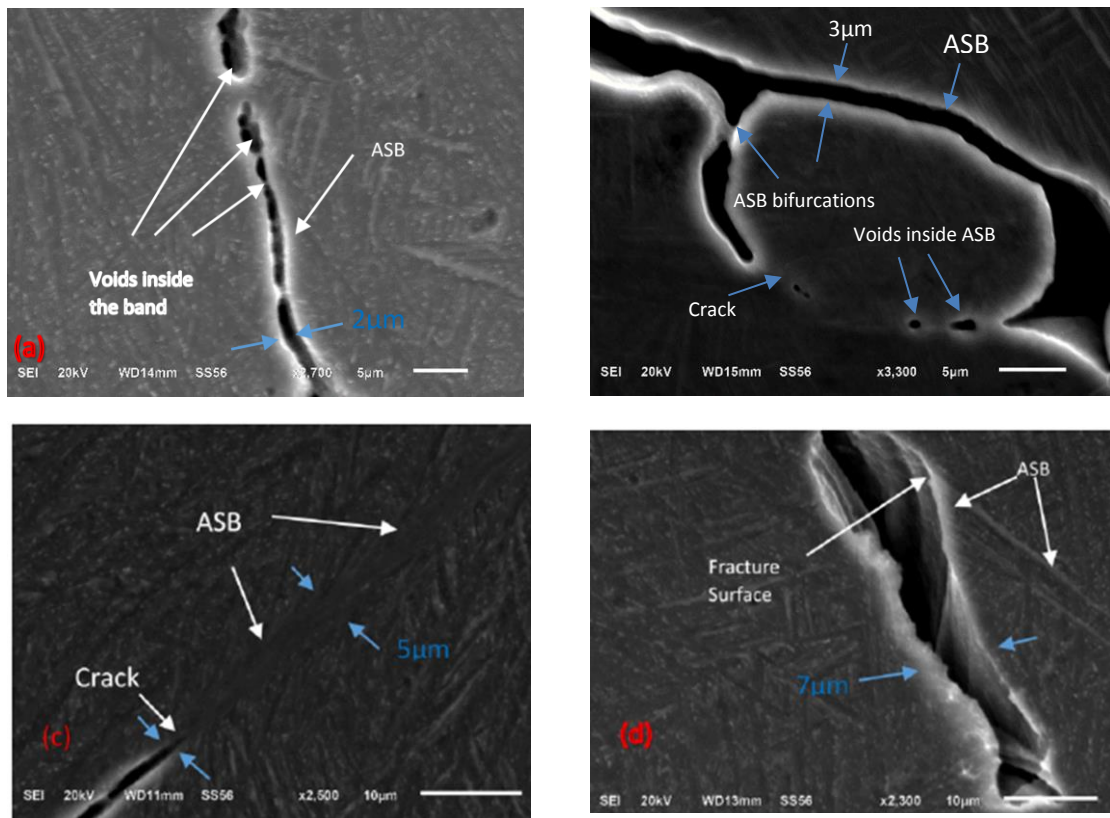 ASB
Voids inside
the band
2µm
(a)
SEI 20kV WD14mm SS56 x2,700 5µm
3µm
ASB
ASB bifurcations
Voids inside ASB
Crack
SEI 20kV WD15mm SS56 x3,300 5µm
ASB
5µm
Crack
(c)
SEI 20kV WD11mm SS56 x2,500 10µm
ASB
Fracture
Surface
7µm
(d)
SEI 20kV WD13mm SS56 x2,300 10µm